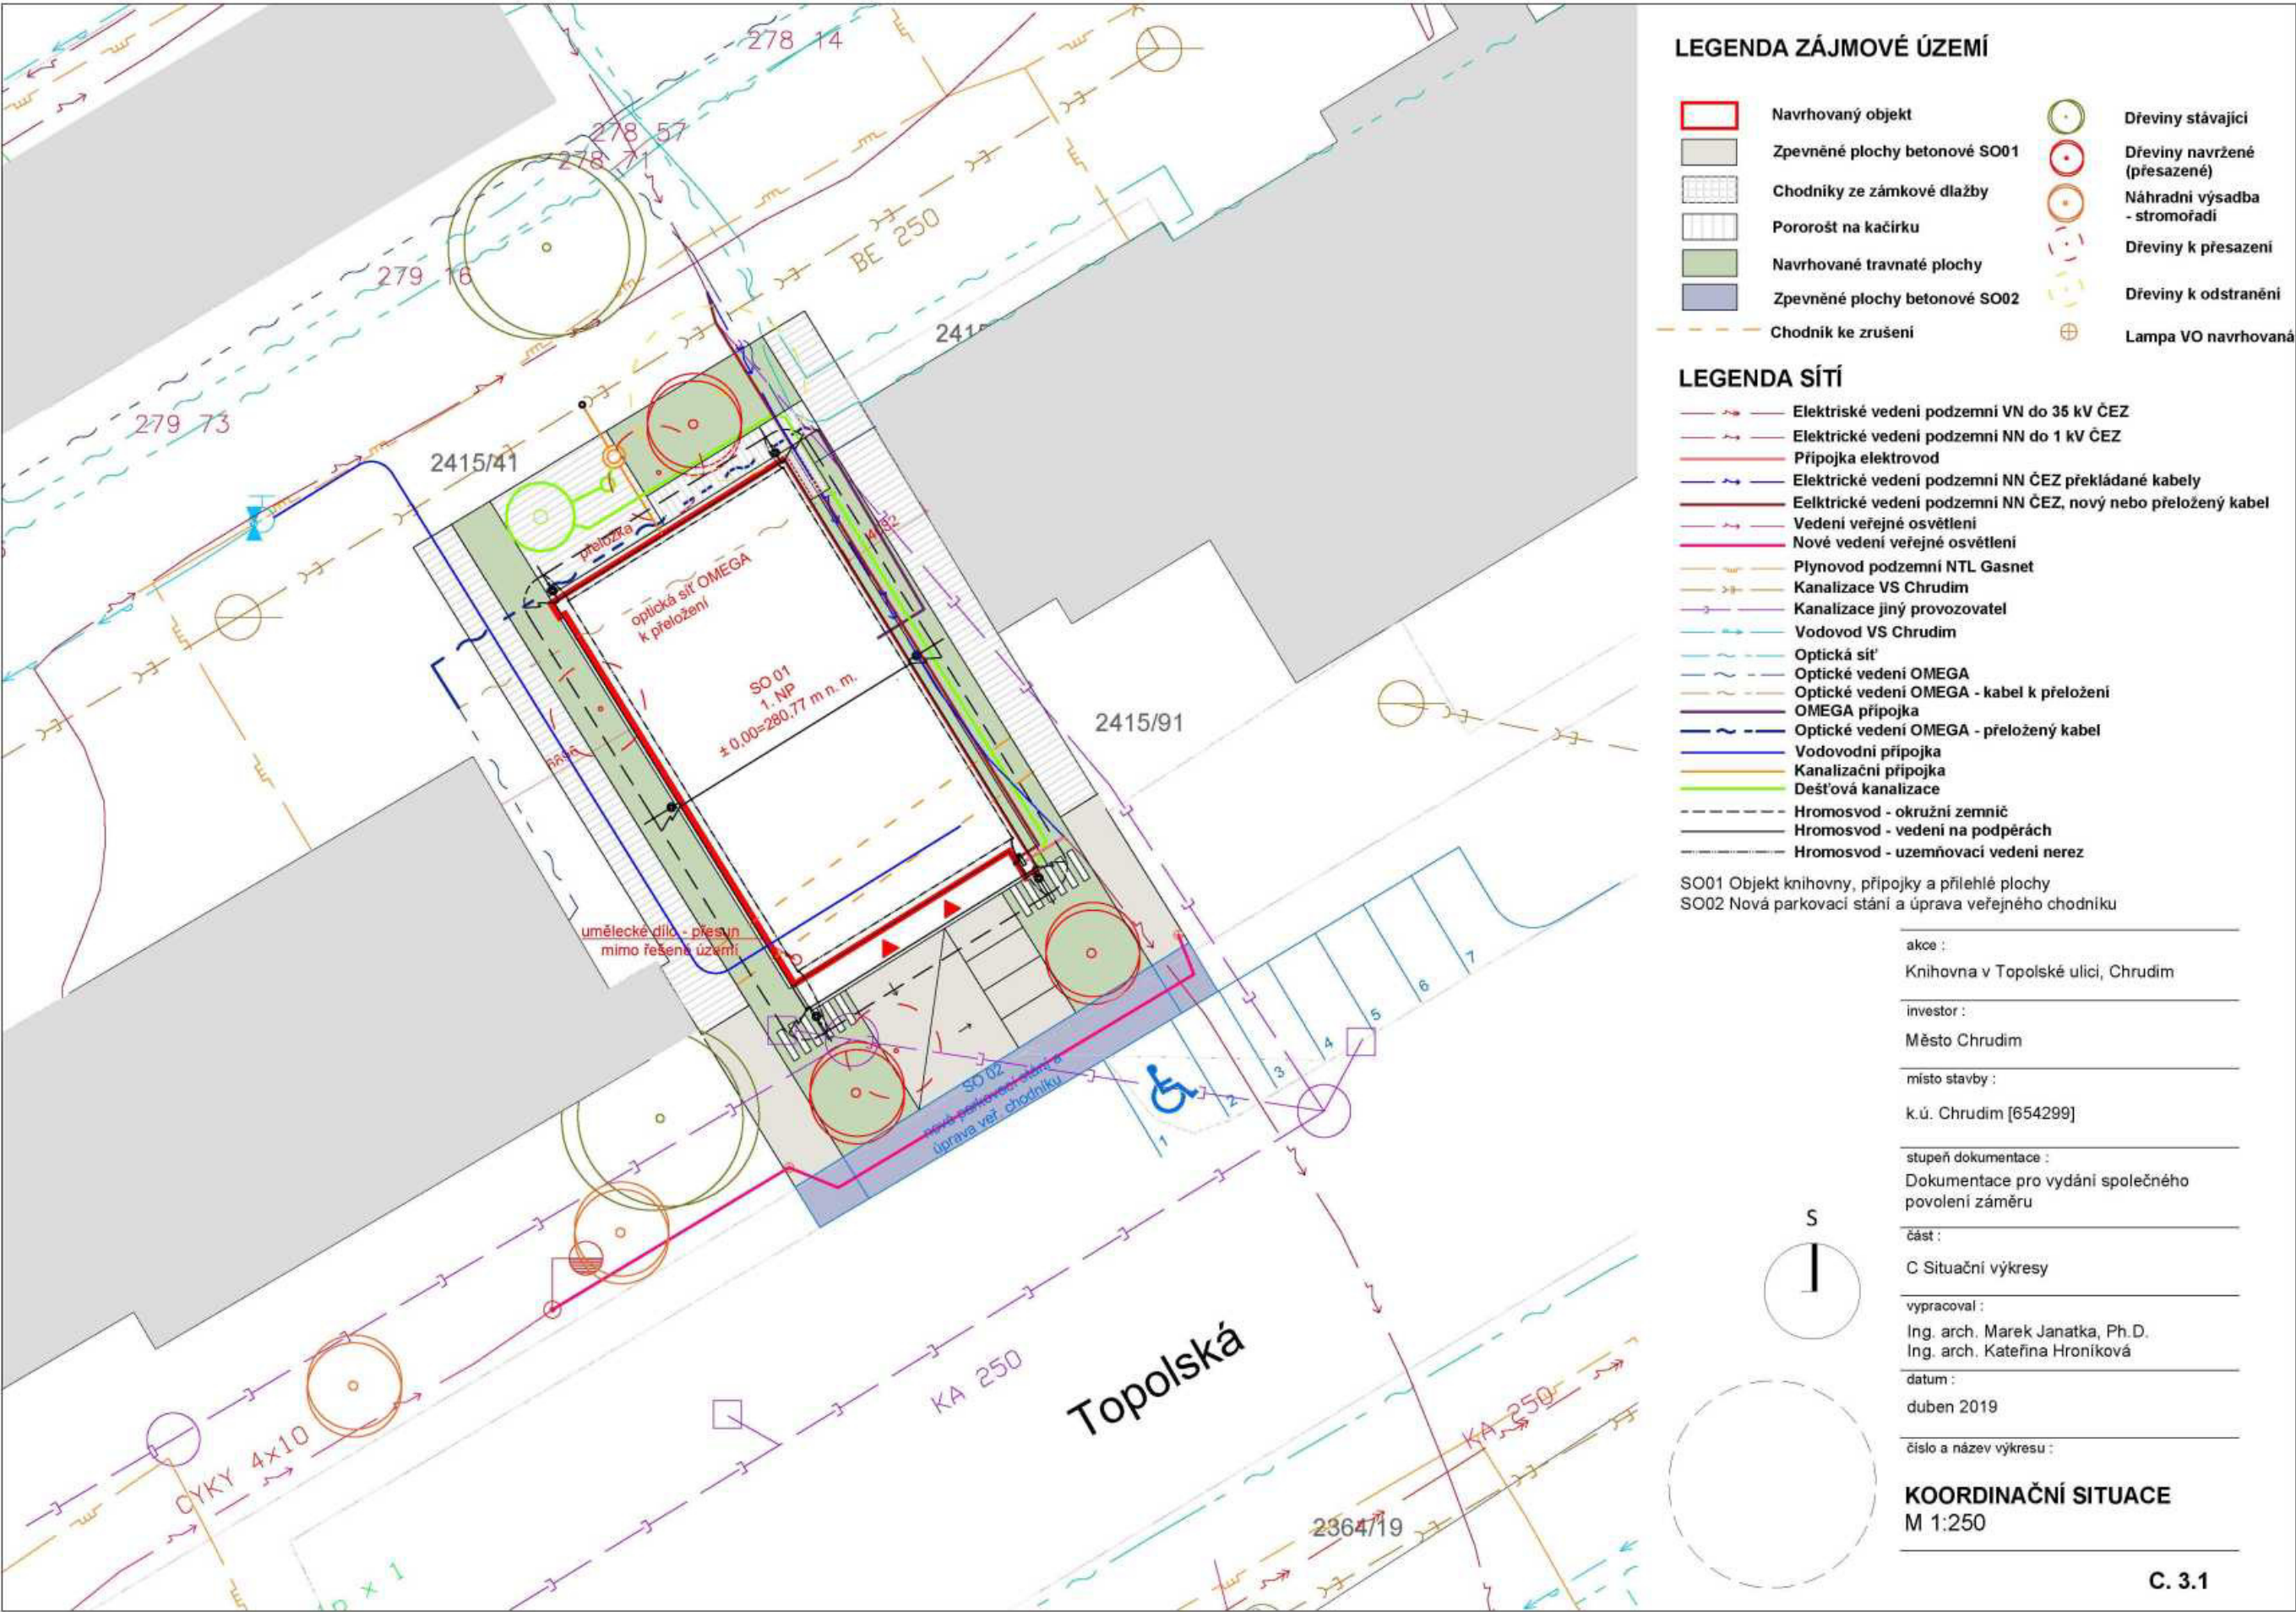 278 14
278 57
278 71
279 16
279 73
BE 250
2415/41
přeložka
optická síť OMEGA
k přeložení
SO 01
1. NP
± 0,00=280,77 m n. m.
2415/91
umělecké dílo - přesun
mimo řešené území
SO 02
nová parkovací stání a
úprava veř. chodníku
1
2
3
4
5
6
7
KA 250
Topolská
KA 250
CYKY 4x10
2364/19
LEGENDA ZÁJMOVÉ ÚZEMÍ
Navrhovaný objekt
Zpevněné plochy betonové SO01
Chodníky ze zámkové dlažby
Pororošt na kačírku
Navrhované travnaté plochy
Zpevněné plochy betonové SO02
Chodník ke zrušení
Dřeviny stávající
Dřeviny navržené
(přesazené)
Náhradní výsadba
- stromořadí
Dřeviny k přesazení
Dřeviny k odstranění
Lampa VO navrhovaná
LEGENDA SÍTÍ
Elektriské vedení podzemní VN do 35 kV ČEZ
Elektrické vedení podzemní NN do 1 kV ČEZ
Přípojka elektrovod
Elektrické vedení podzemní NN ČEZ překládané kabely
Eelktrické vedení podzemní NN ČEZ, nový nebo přeložený kabel
Vedení veřejné osvětlení
Nové vedení veřejné osvětlení
Plynovod podzemní NTL Gasnet
Kanalizace VS Chrudim
Kanalizace jiný provozovatel
Vodovod VS Chrudim
Optická síť
Optické vedení OMEGA
Optické vedení OMEGA - kabel k přeložení
OMEGA přípojka
Optické vedení OMEGA - přeložený kabel
Vodovodní přípojka
Kanalizační přípojka
Dešťová kanalizace
Hromosvod - okružní zemnič
Hromosvod - vedení na podpěrách
Hromosvod - uzemňovací vedení nerez
SO01 Objekt knihovny, přípojky a přilehlé plochy
SO02 Nová parkovací stání a úprava veřejného chodníku
akce :
Knihovna v Topolské ulici, Chrudim
investor :
Město Chrudim
místo stavby :
k.ú. Chrudim [654299]
stupeň dokumentace :
Dokumentace pro vydání společného
povolení záměru
část :
C Situační výkresy
vypracoval :
Ing. arch. Marek Janatka, Ph.D.
Ing. arch. Kateřina Hroníková
datum :
duben 2019
číslo a název výkresu :
KOORDINAČNÍ SITUACE
M 1:250
C. 3.1
S